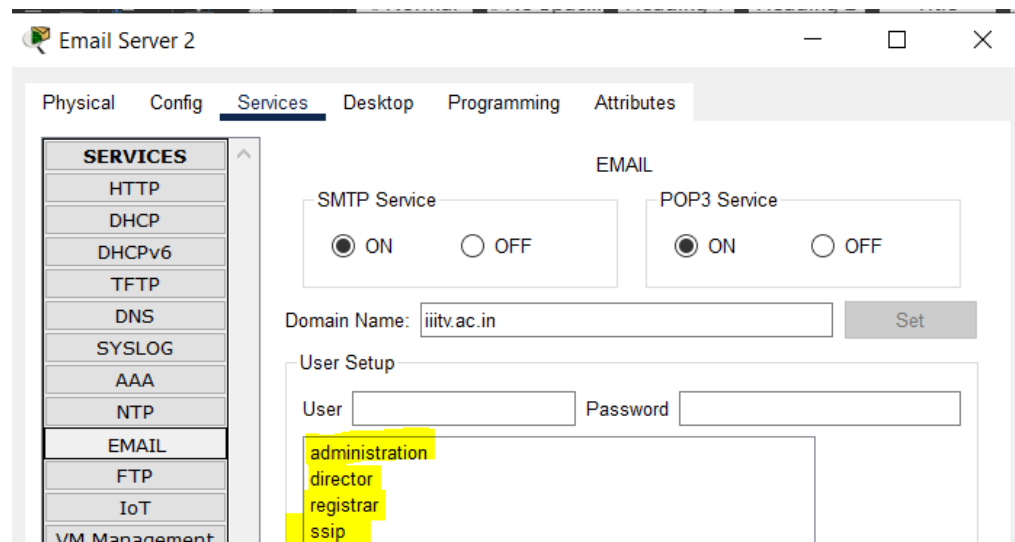 Email Server 2
Physical Config Services Desktop Programming Attributes
SERVICES
HTTP
DHCP
DHCPv6
TFTP
DNS
SYSLOG
AAA
NTP
EMAIL
FTP
IoT
VM Management
EMAIL
SMTP Service
ON OFF
POP3 Service
ON OFF
Domain Name: iiitv.ac.in Set
User Setup
User Password
administration
director
registrar
ssip